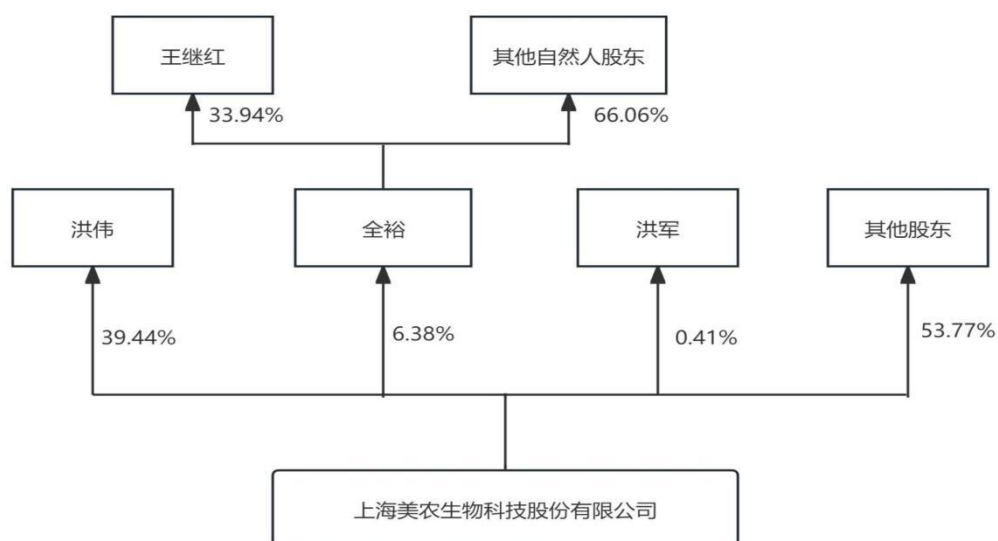 王继红
其他自然人股东
33.94%
66.06%
洪伟
全裕
洪军
其他股东
39.44%
6.38%
0.41%
53.77%
上海美农生物科技股份有限公司